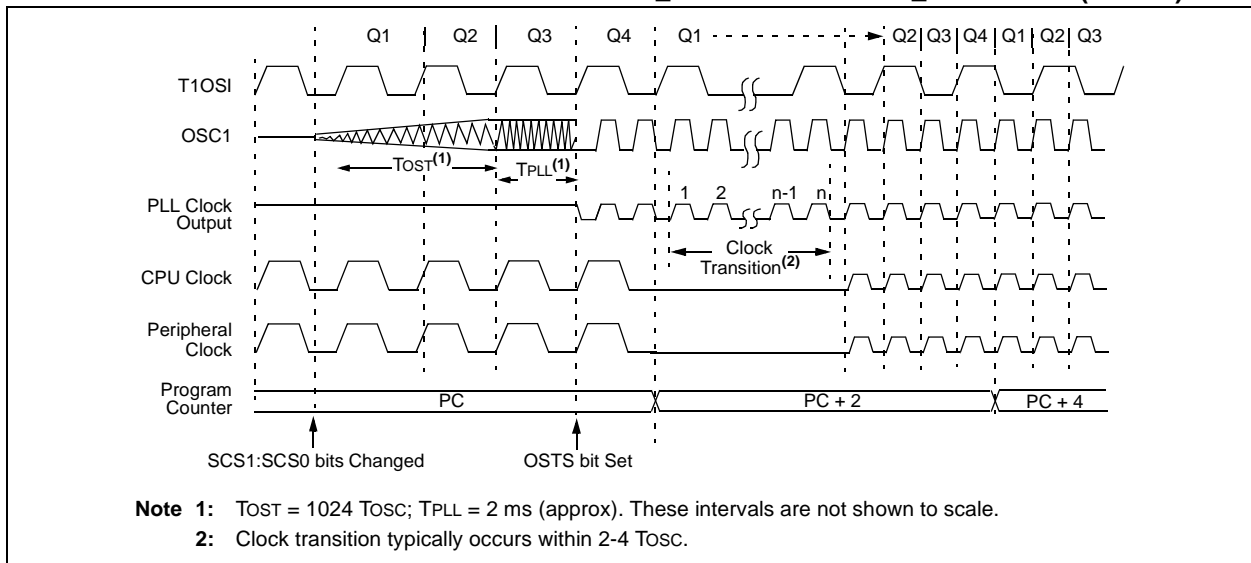 Q1 Q2 Q3 Q4 Q1 Q2 Q3 Q4 Q1 Q2 Q3
T1OSI
OSC1
TOST(1)
TPLL(1)
1 2 n-1 n
PLL Clock
Output
Clock
Transition(2)
CPU Clock
Peripheral
Clock
Program
Counter
PC PC + 2 PC + 4
SCS1:SCS0 bits Changed OSTS bit Set
Note 1: TOST = 1024 TOSC; TPLL = 2 ms (approx). These intervals are not shown to scale.
2: Clock transition typically occurs within 2-4 TOSC.